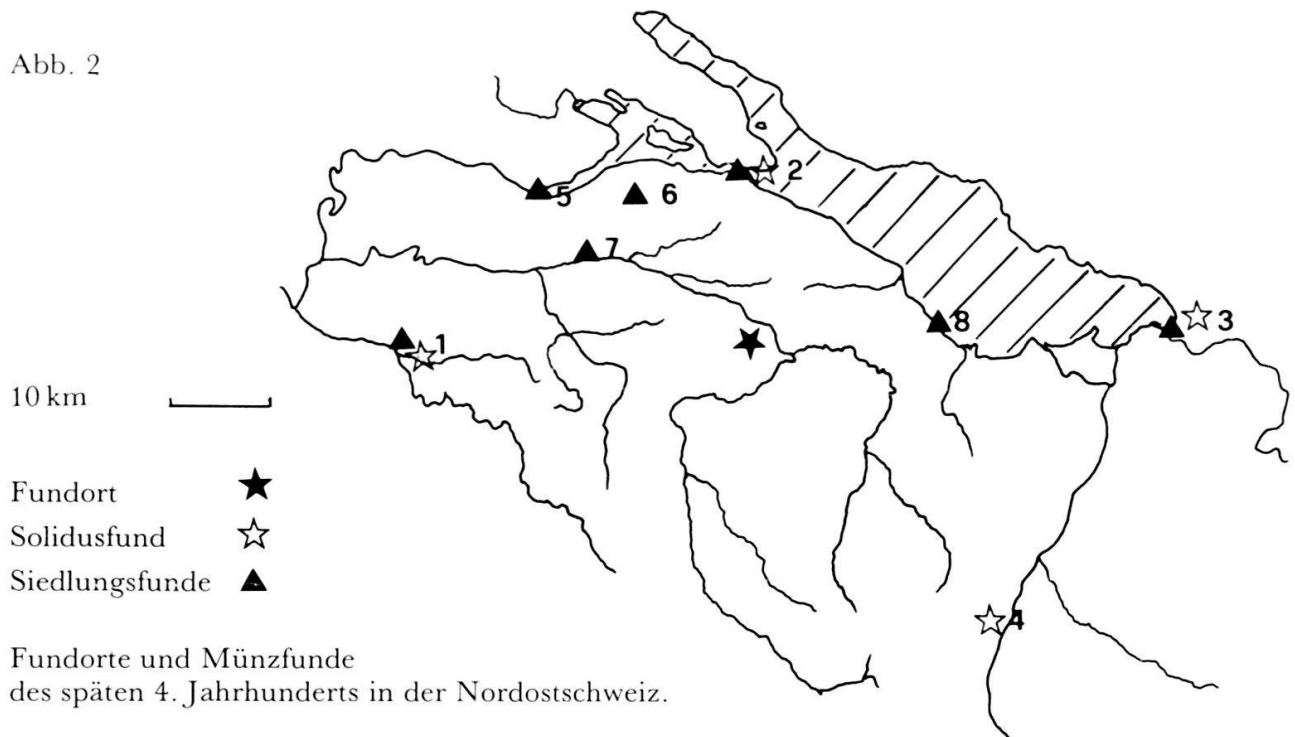 Abb. 2
2
5
6
7
8
3
1
10 km
Fundort
Solidusfund
Siedlungsfunde
4
Fundorte und Münzfunde
des späten 4. Jahrhunderts in der Nordostschweiz.